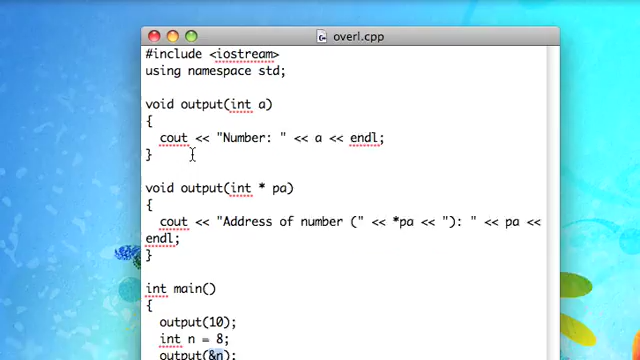 overl.cpp
#include <iostream>
using namespace std;
void output(int a)
{
cout << "Number: " << a << endl;
}
void output(int * pa)
{
cout << "Address of number (" << *pa << "): " << pa <<
endl;
}
int main()
{
output(10);
int n = 8;
output(&n);